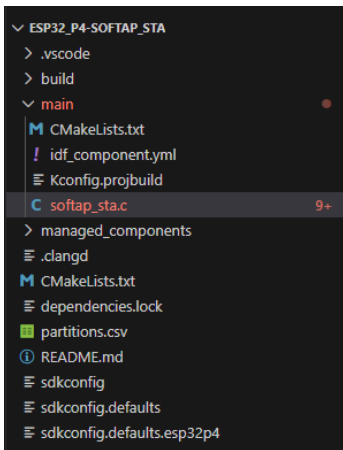 ESP32_P4-SOFTAP_STA
.vscode
build
main
CMakeLists.txt
idf_component.yml
Kconfig.projbuild
softap_sta.c 9+
managed_components
.clangd
CMakeLists.txt
dependencies.lock
partitions.csv
README.md
sdkconfig
sdkconfig.defaults
sdkconfig.defaults.esp32p4